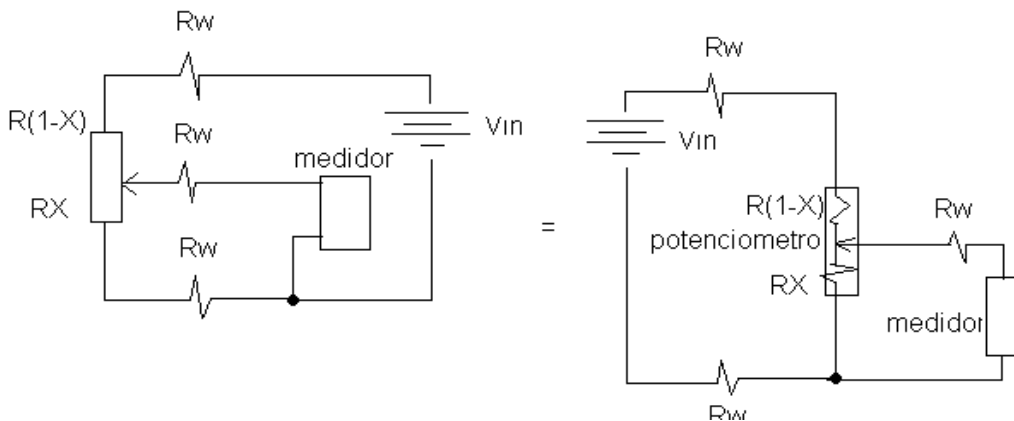 Rw
R(1-X)
Rw
Vin
medidor
RX
Rw
=
Rw
Vin
R(1-X)
Rw
potenciometro
RX
medidor
Rw